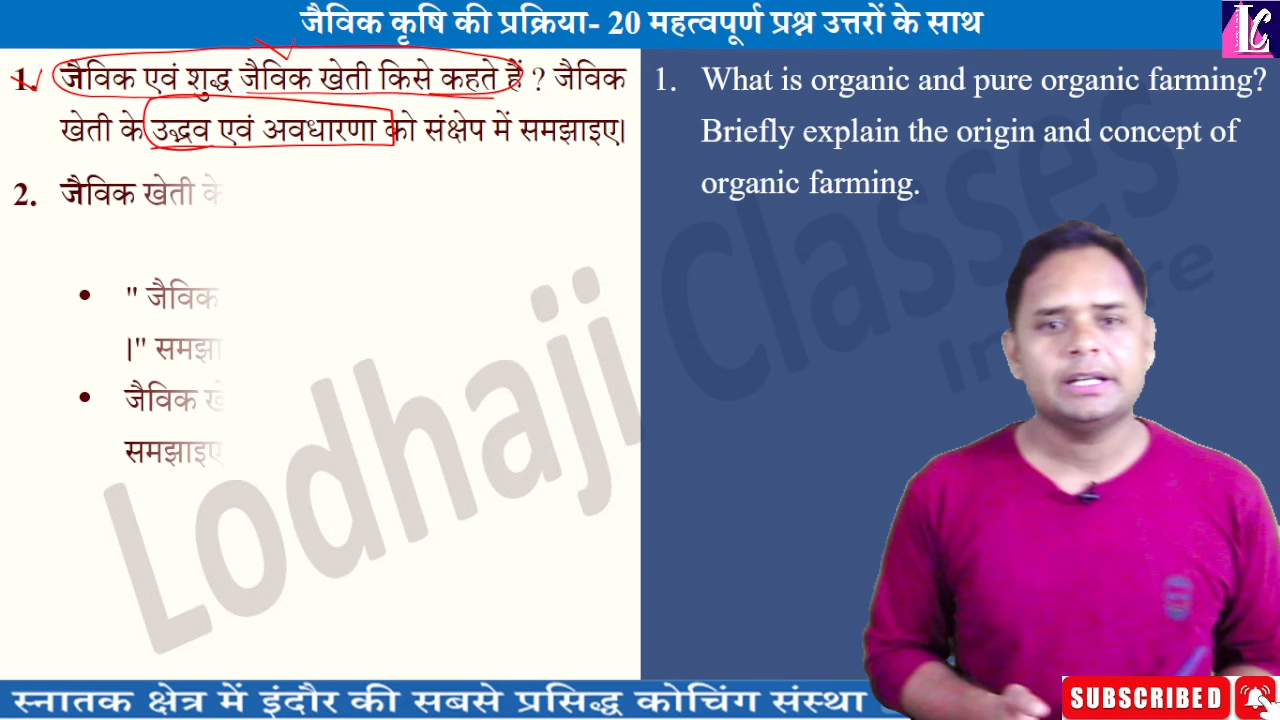 जैविक कृषि की प्रक्रिया- 20 महत्वपूर्ण प्रश्न उत्तरों के साथ
LC
1. जैविक एवं शुद्ध जैविक खेती किसे कहते हैं ? जैविक
खेती के उद्भव एवं अवधारणा को संक्षेप में समझाइए।
2. जैविक खेती के
• " जैविक
।" समझा
• जैविक खे
समझाइए
1. What is organic and pure organic farming?
Briefly explain the origin and concept of
organic farming.
Lodhaji Classes
स्नातक क्षेत्र में इंदौर की सबसे प्रसिद्ध कोचिंग संस्था
SUBSCRIBED